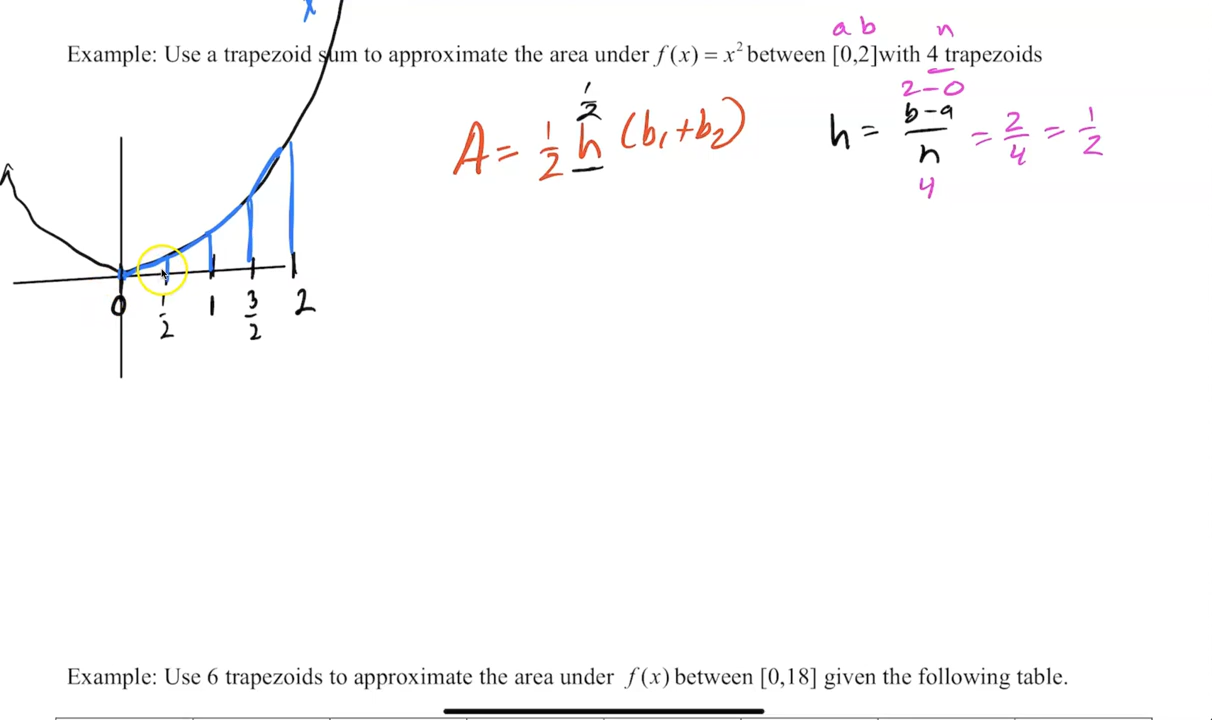 x
a b n
Example: Use a trapezoid sum to approximate the area under f(x) = x² between [0,2]with 4 trapezoids
A = 1/2 h (b₁+b₂)
1/2
h = b-a/n = 2/4 = 1/2
2-0
4
0 1/2 1 3/2 2
Example: Use 6 trapezoids to approximate the area under f(x) between [0,18] given the following table.